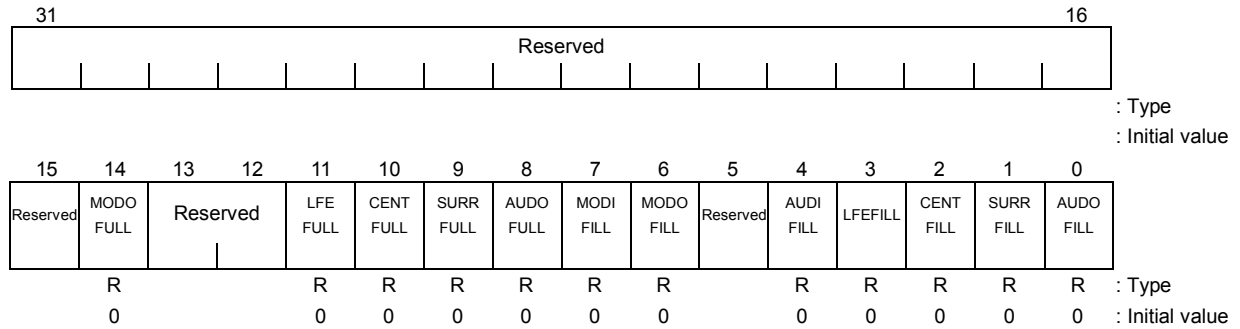 31 16
Reserved
: Type
: Initial value
15 14 13 12 11 10 9 8 7 6 5 4 3 2 1 0
Reserved MODO FULL Reserved LFE FULL CENT FULL SURR FULL AUDO FULL MODI FILL MODO FILL Reserved AUDI FILL LFEFILL CENT FILL SURR FILL AUDO FILL
R R R R R R R R R R R R : Type
0 0 0 0 0 0 0 0 0 0 0 0 : Initial value